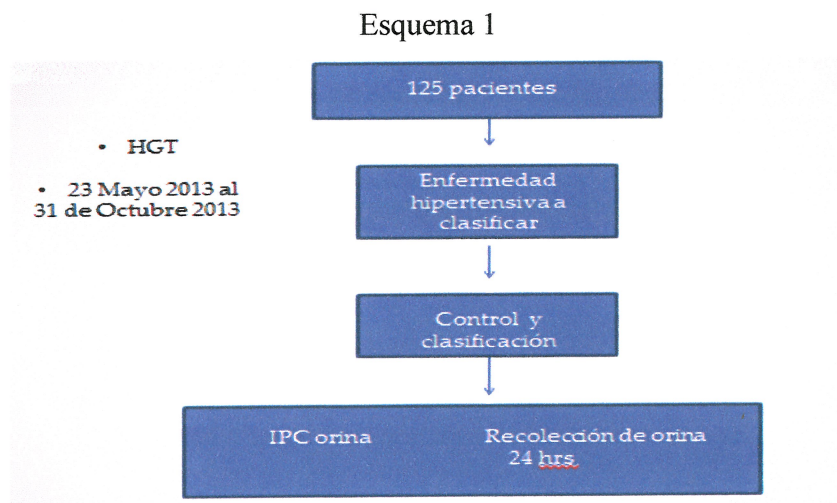 Esquema 1
125 pacientes
• HGT
• 23 Mayo 2013 al
31 de Octubre 2013
Enfermedad
hipertensiva a
clasificar
Control y
clasificación
IPC orina
Recolección de orina
24 hrs.